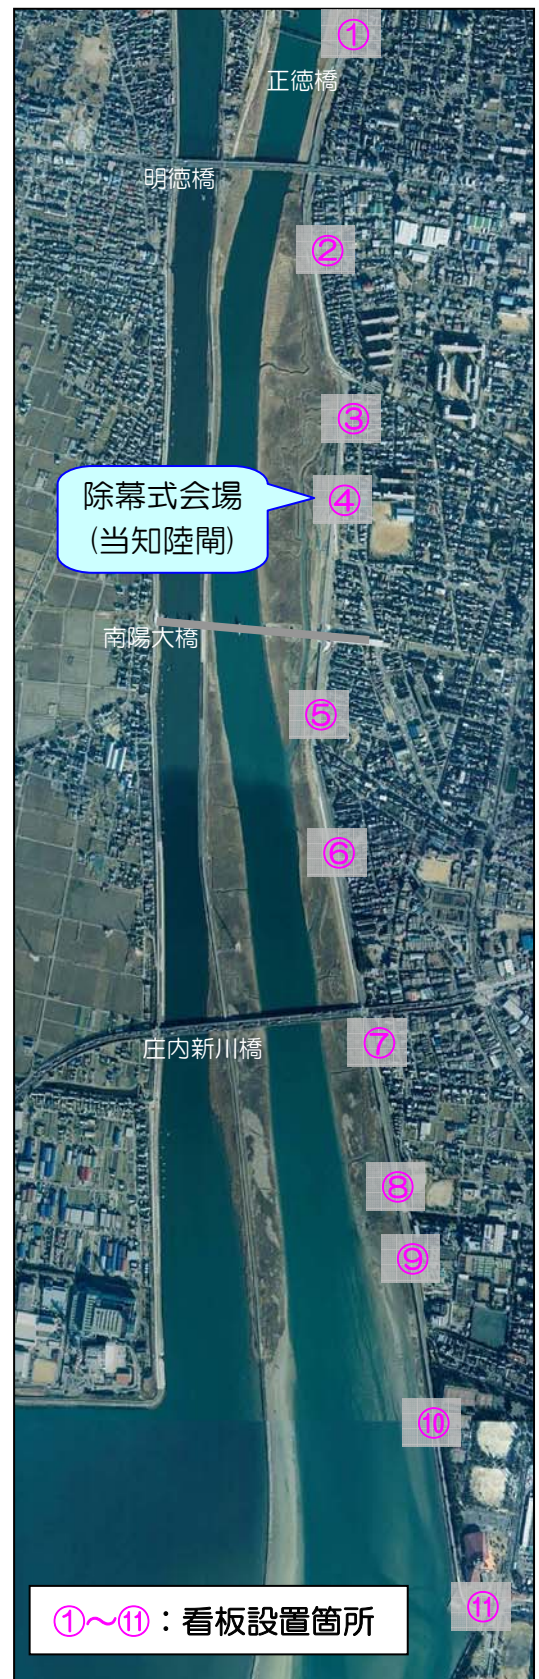 ①
正徳橋
明徳橋
②
③
除幕式会場
(当知陸閘)
④
南陽大橋
⑤
⑥
⑦
庄内新川橋
⑧
⑨
⑩
⑪
①～⑪：看板設置箇所